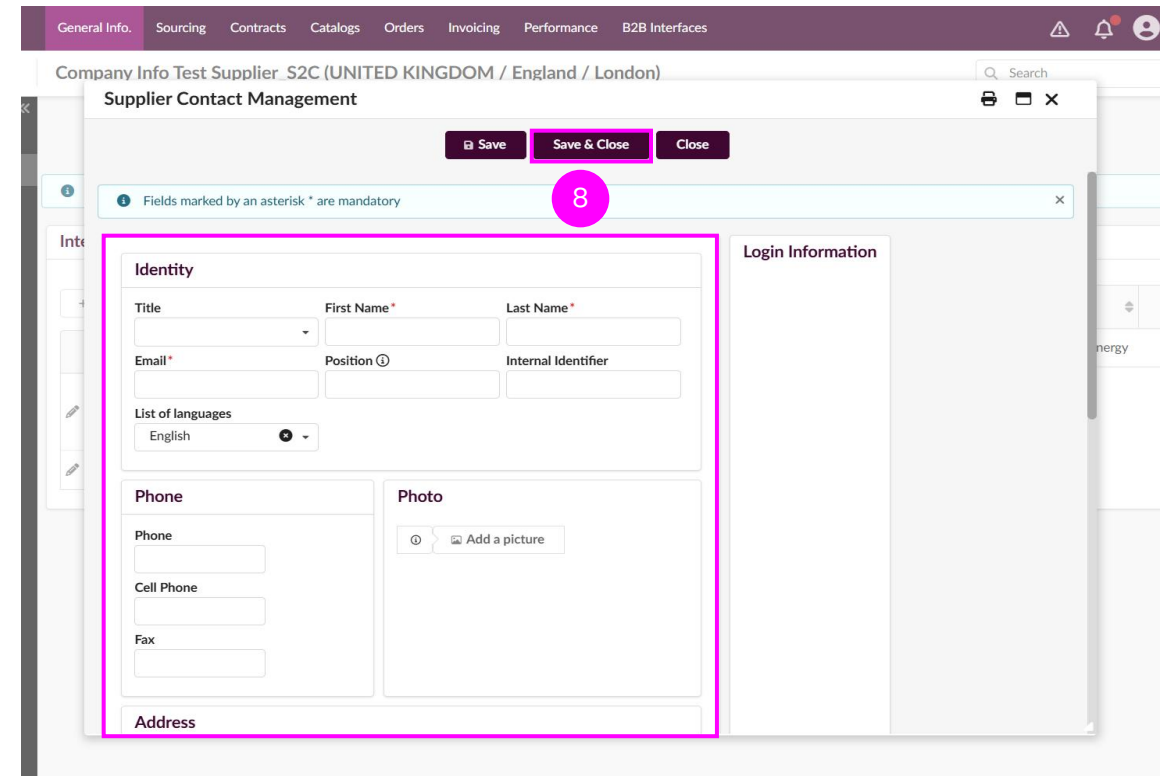 General Info. Sourcing Contracts Catalogs Orders Invoicing Performance B2B Interfaces
Company Info Test Supplier_S2C (UNITED KINGDOM / England / London)
Search
Supplier Contact Management
Save Save & Close Close
8
Fields marked by an asterisk * are mandatory
Inte
Login Information
Identity
Title First Name* Last Name*
Email* Position Internal Identifier
nergy
List of languages
English
Phone Photo
Phone
Add a picture
Cell Phone
Fax
Address